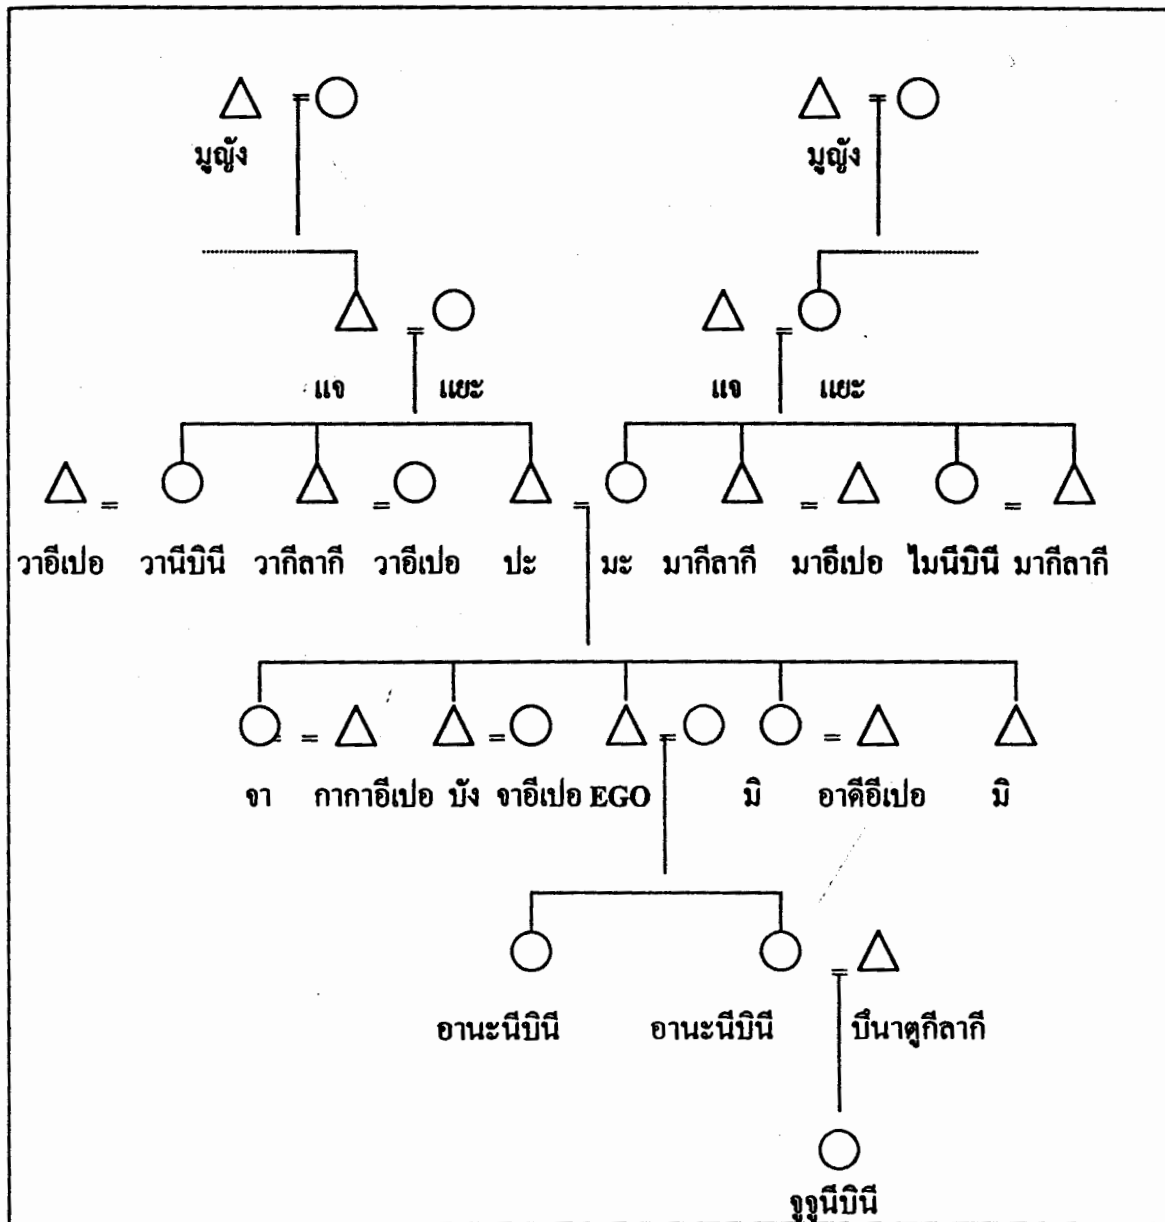 มูญัง มูญัง
แจ แยะ แจ แยะ
วาอีเปอ วานีบินี วากีลากี วาอีเปอ ปะ มะ มากีลากี มาอีเปอ ไมนีบินี มากีลากี
จา กากาอีเปอ บัง จาอีเปอ EGO มิ อาดีอีเปอ มิ
อานะนีบินี อานะนีบินี บึนาตูกีลากี
จูจูนีบินี